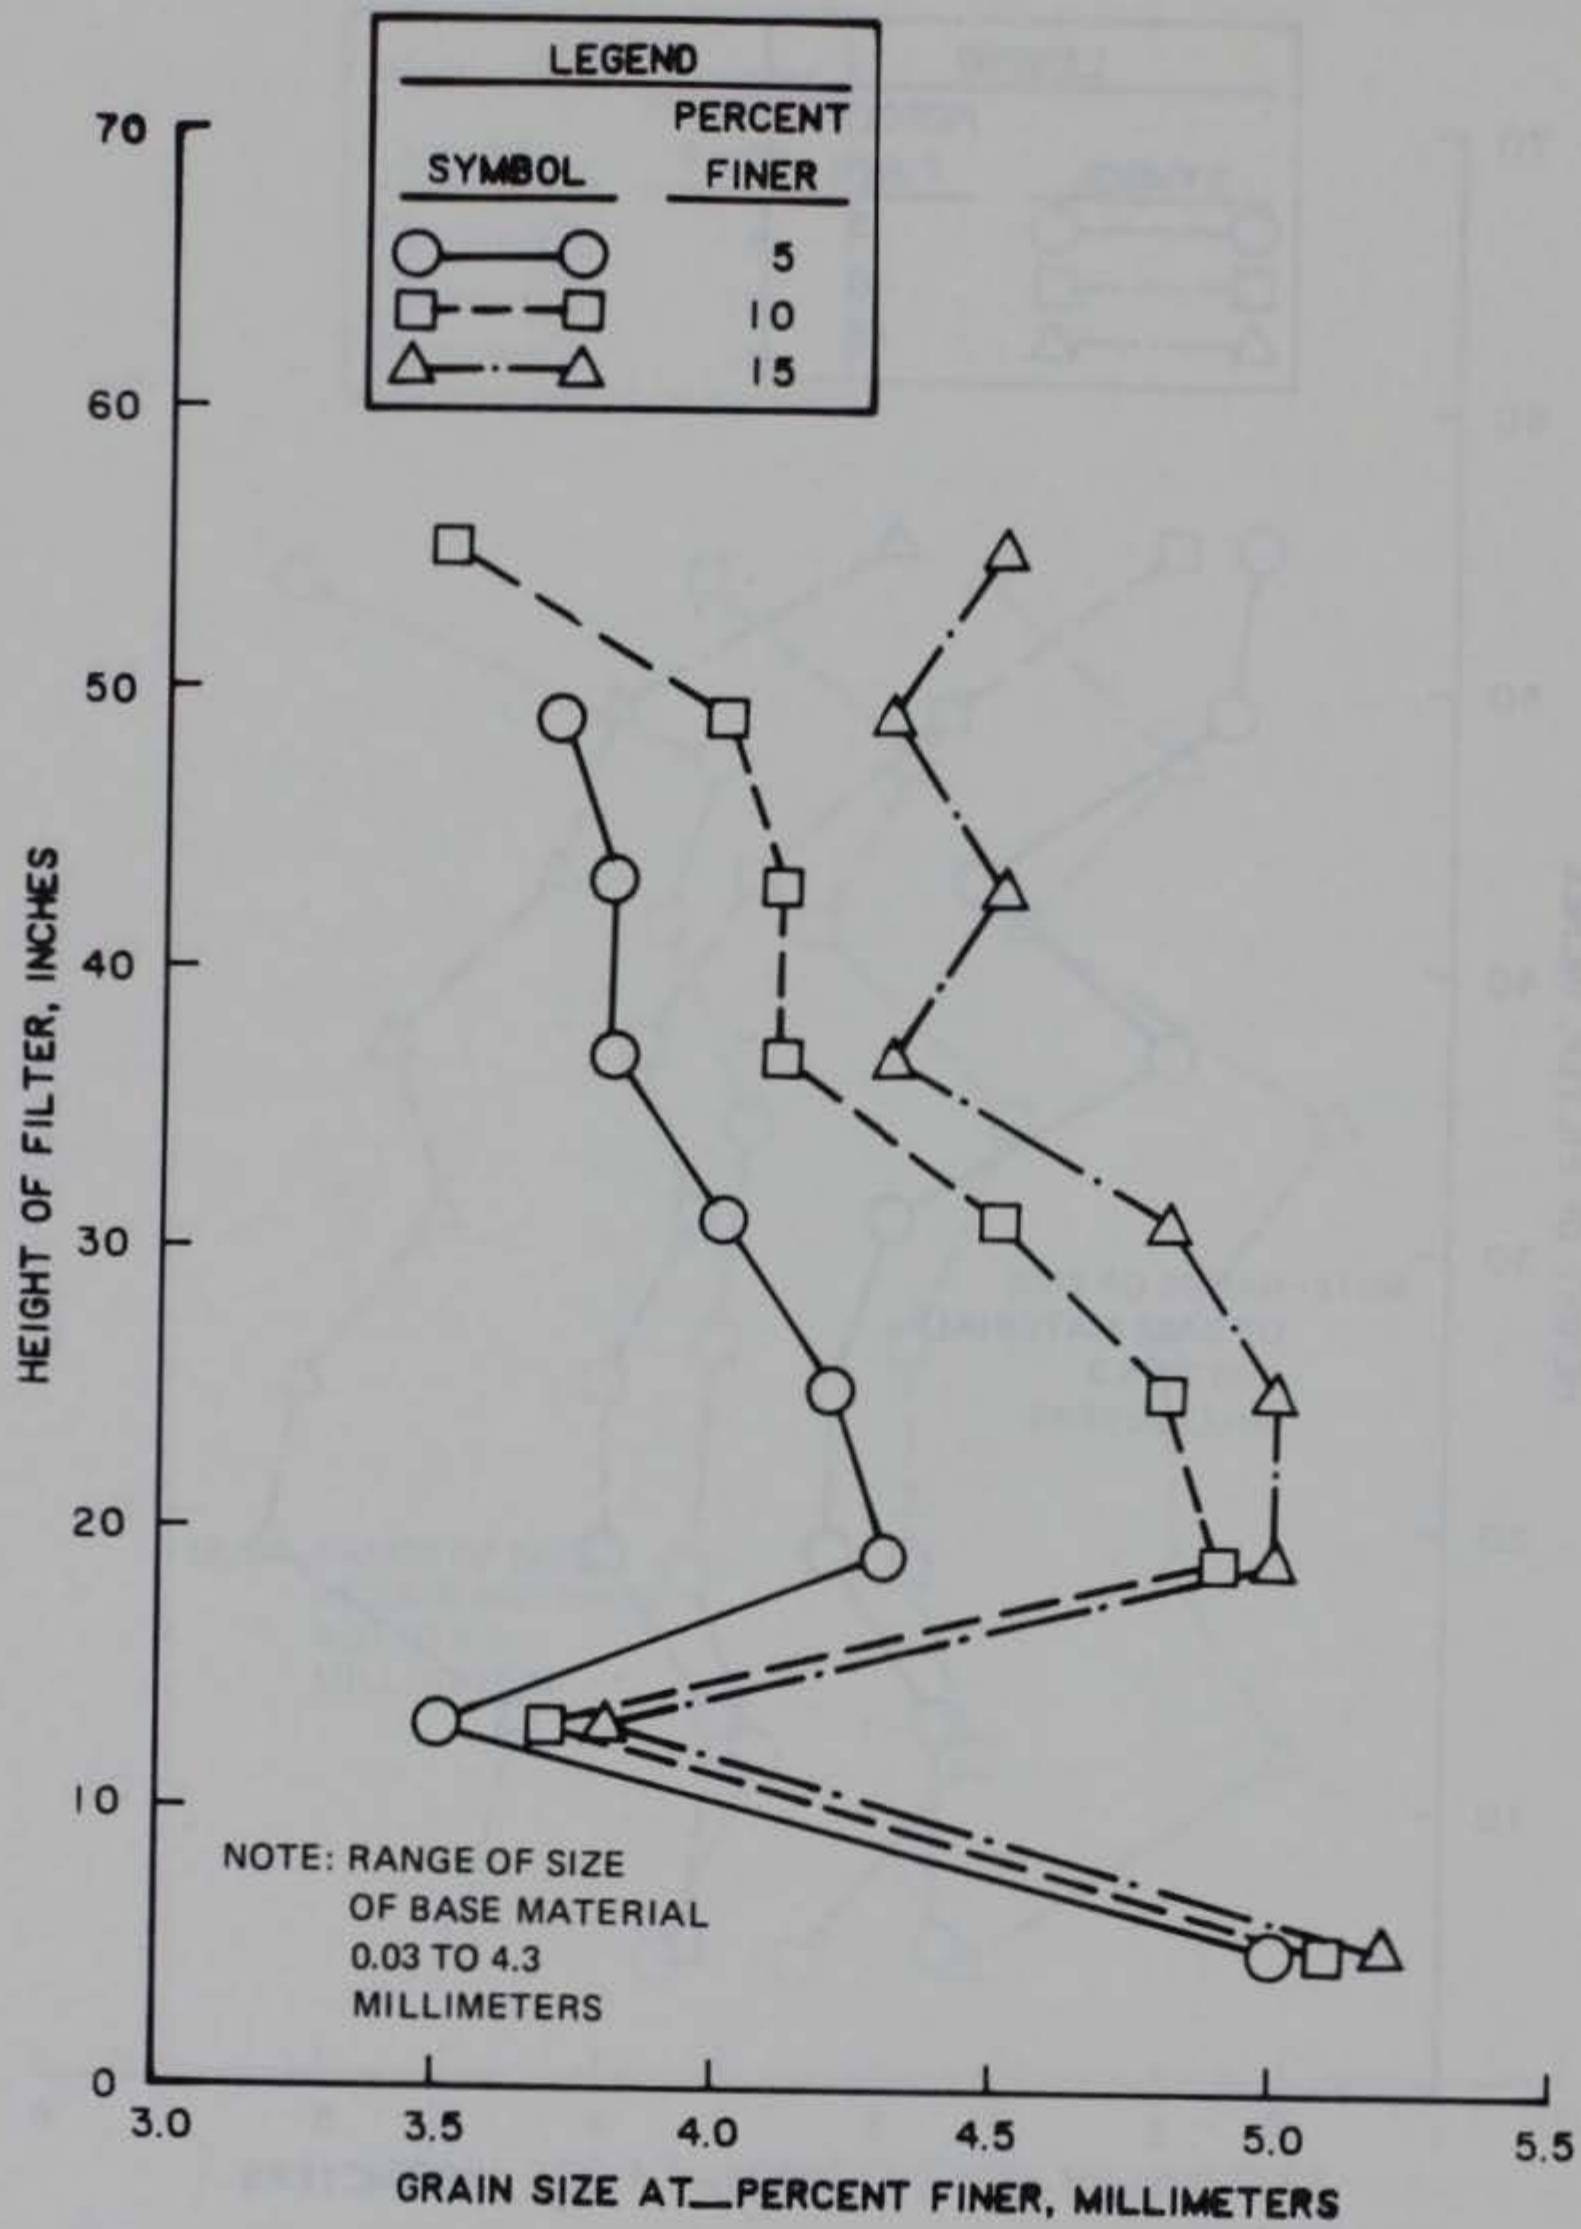 LEGEND
PERCENT
SYMBOL FINER
5
10
15
70
60
50
40
30
20
10
0
HEIGHT OF FILTER, INCHES
NOTE: RANGE OF SIZE
OF BASE MATERIAL
0.03 TO 4.3
MILLIMETERS
3.0 3.5 4.0 4.5 5.0 5.5
GRAIN SIZE AT__PERCENT FINER, MILLIMETERS